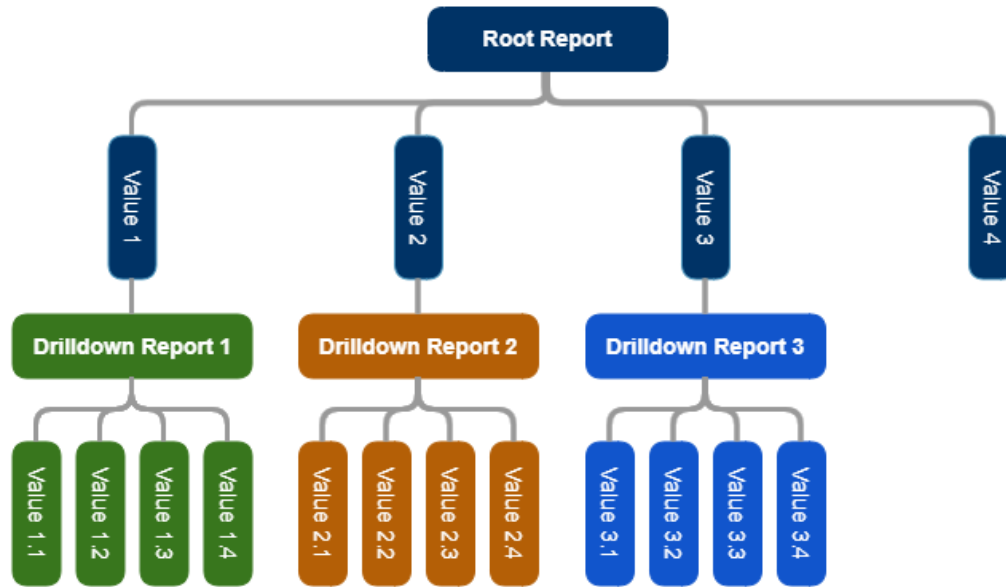 Root Report
Value 1
Value 2
Value 3
Value 4
Drilldown Report 1
Drilldown Report 2
Drilldown Report 3
Value 1.1
Value 1.2
Value 1.3
Value 1.4
Value 2.1
Value 2.2
Value 2.3
Value 2.4
Value 3.1
Value 3.2
Value 3.3
Value 3.4